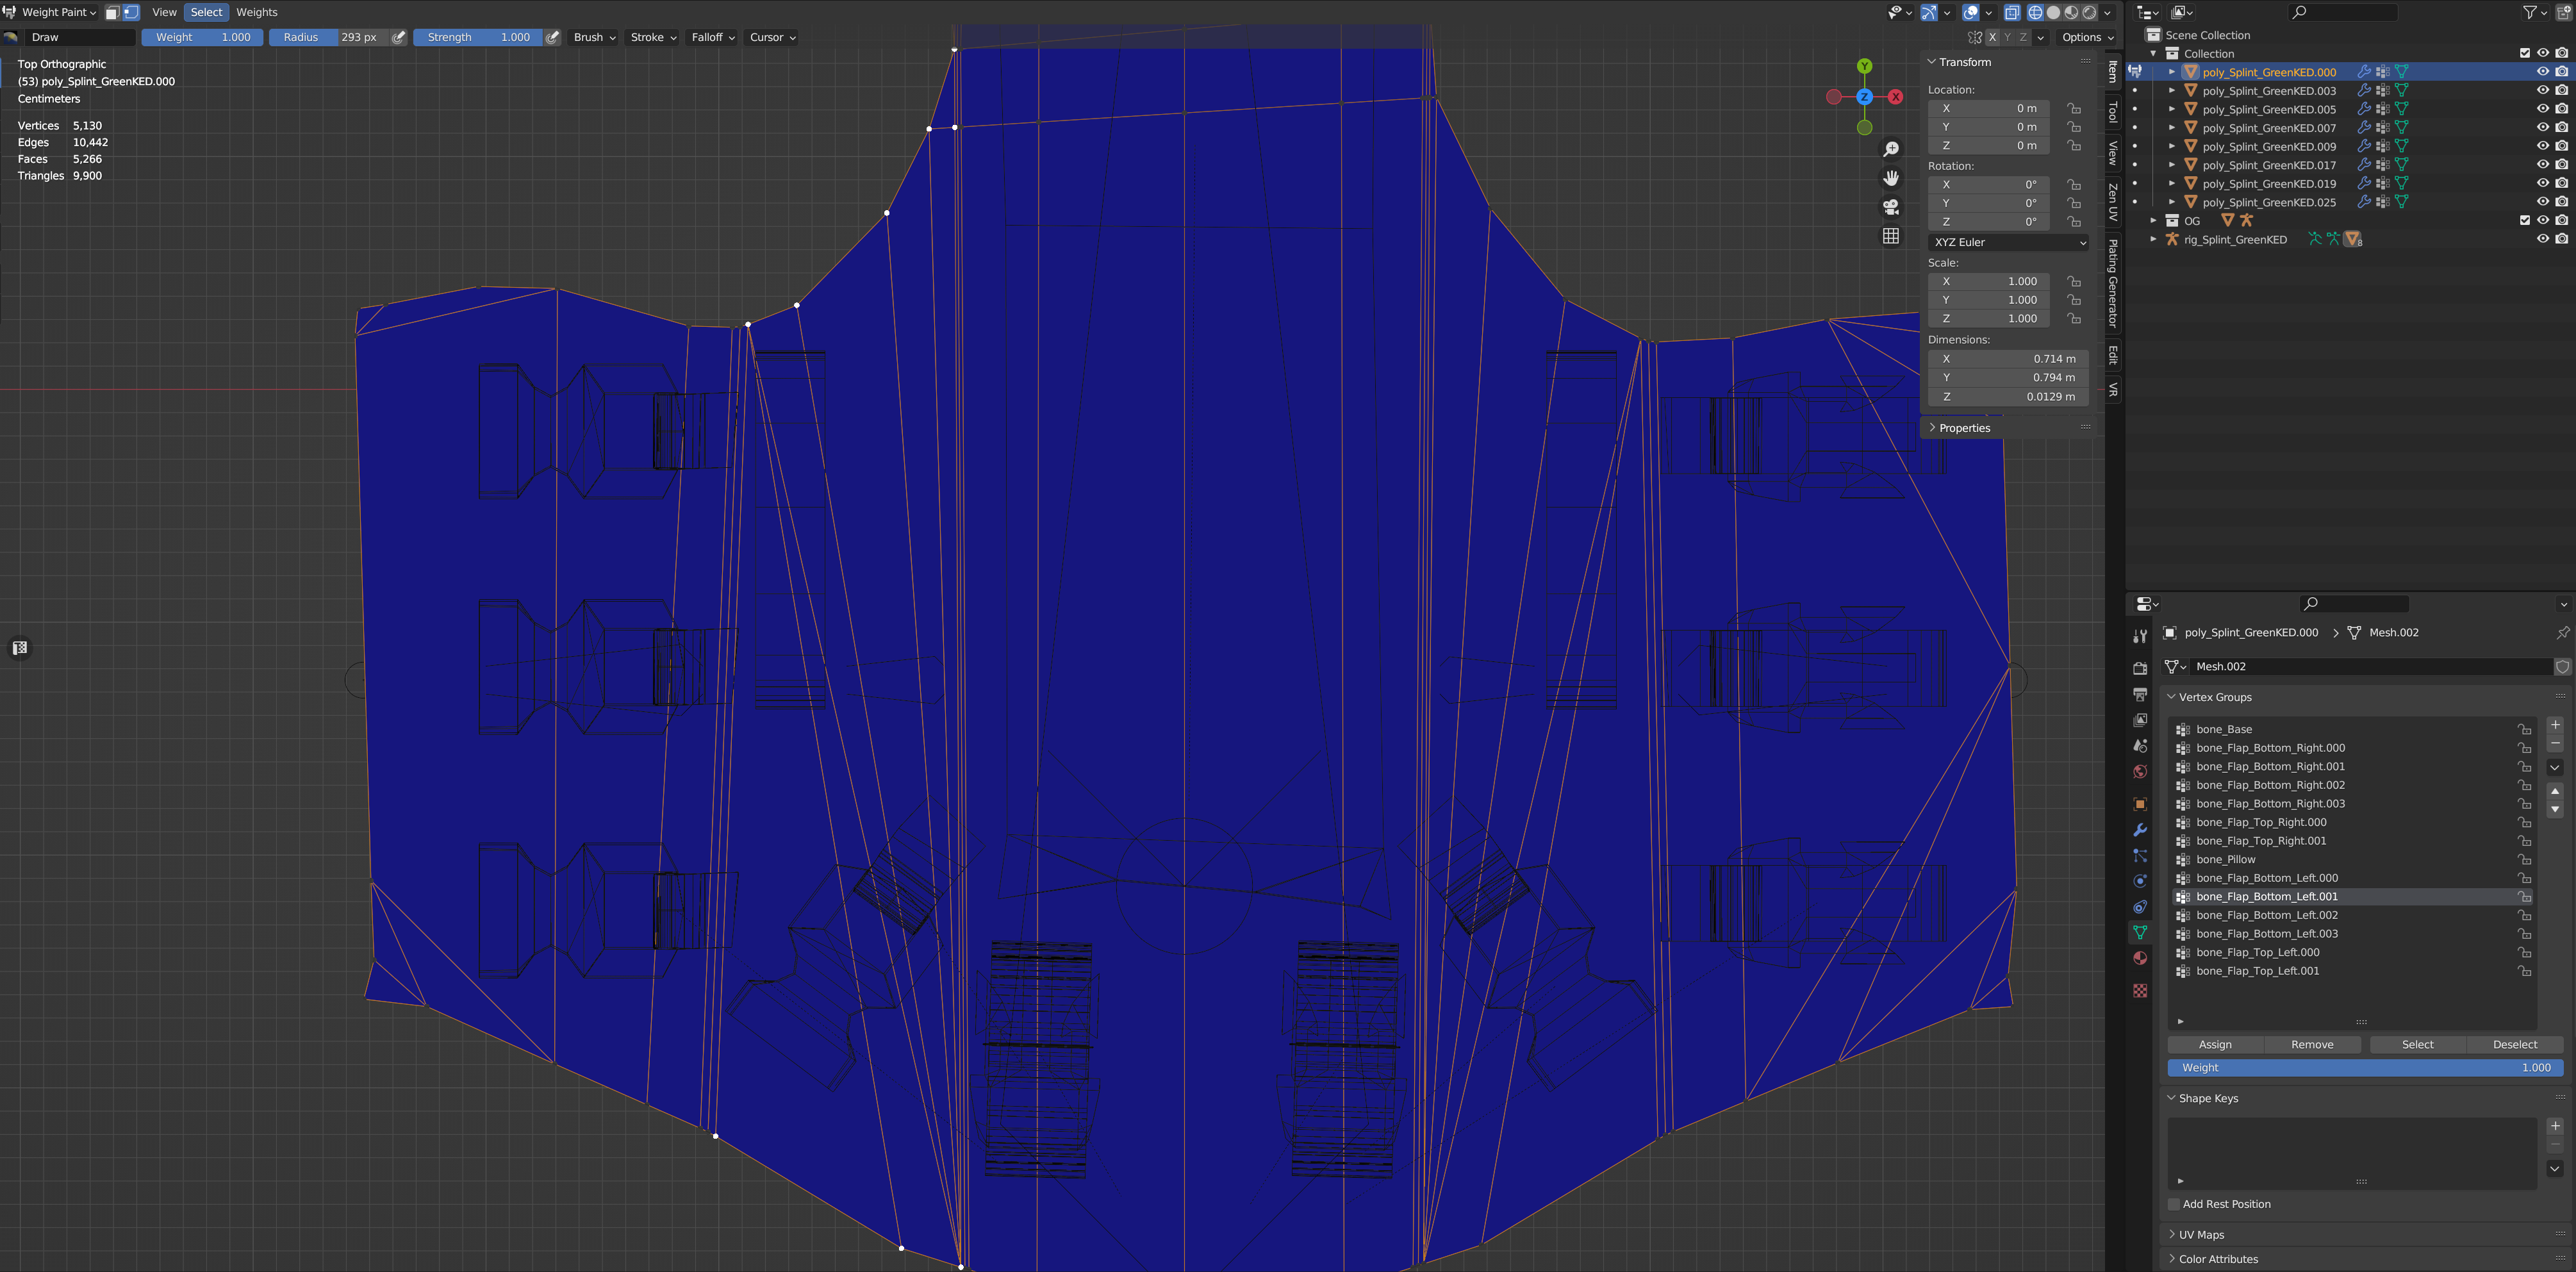 Weight Paint View Select Weights
Draw Weight 1.000 Radius 293 px Strength 1.000 Brush Stroke Falloff Cursor X Y Z Options
Top Orthographic
(53) poly_Splint_GreenKED.000
Centimeters
Vertices 5,130
Edges 10,442
Faces 5,266
Triangles 9,900
Y
Z
X
Transform
Location:
X 0 m
Y 0 m
Z 0 m
Rotation:
X 0°
Y 0°
Z 0°
XYZ Euler
Scale:
X 1.000
Y 1.000
Z 1.000
Dimensions:
X 0.714 m
Y 0.794 m
Z 0.0129 m
Properties
Item
Tool
View
Zen UV
Plating Generator
Edit
VR
Scene Collection
Collection
poly_Splint_GreenKED.000
poly_Splint_GreenKED.003
poly_Splint_GreenKED.005
poly_Splint_GreenKED.007
poly_Splint_GreenKED.009
poly_Splint_GreenKED.017
poly_Splint_GreenKED.019
poly_Splint_GreenKED.025
OG
rig_Splint_GreenKED 8
poly_Splint_GreenKED.000 Mesh.002
Mesh.002
Vertex Groups
bone_Base
bone_Flap_Bottom_Right.000
bone_Flap_Bottom_Right.001
bone_Flap_Bottom_Right.002
bone_Flap_Bottom_Right.003
bone_Flap_Top_Right.000
bone_Flap_Top_Right.001
bone_Pillow
bone_Flap_Bottom_Left.000
bone_Flap_Bottom_Left.001
bone_Flap_Bottom_Left.002
bone_Flap_Bottom_Left.003
bone_Flap_Top_Left.000
bone_Flap_Top_Left.001
Assign Remove Select Deselect
Weight 1.000
Shape Keys
Add Rest Position
UV Maps
Color Attributes